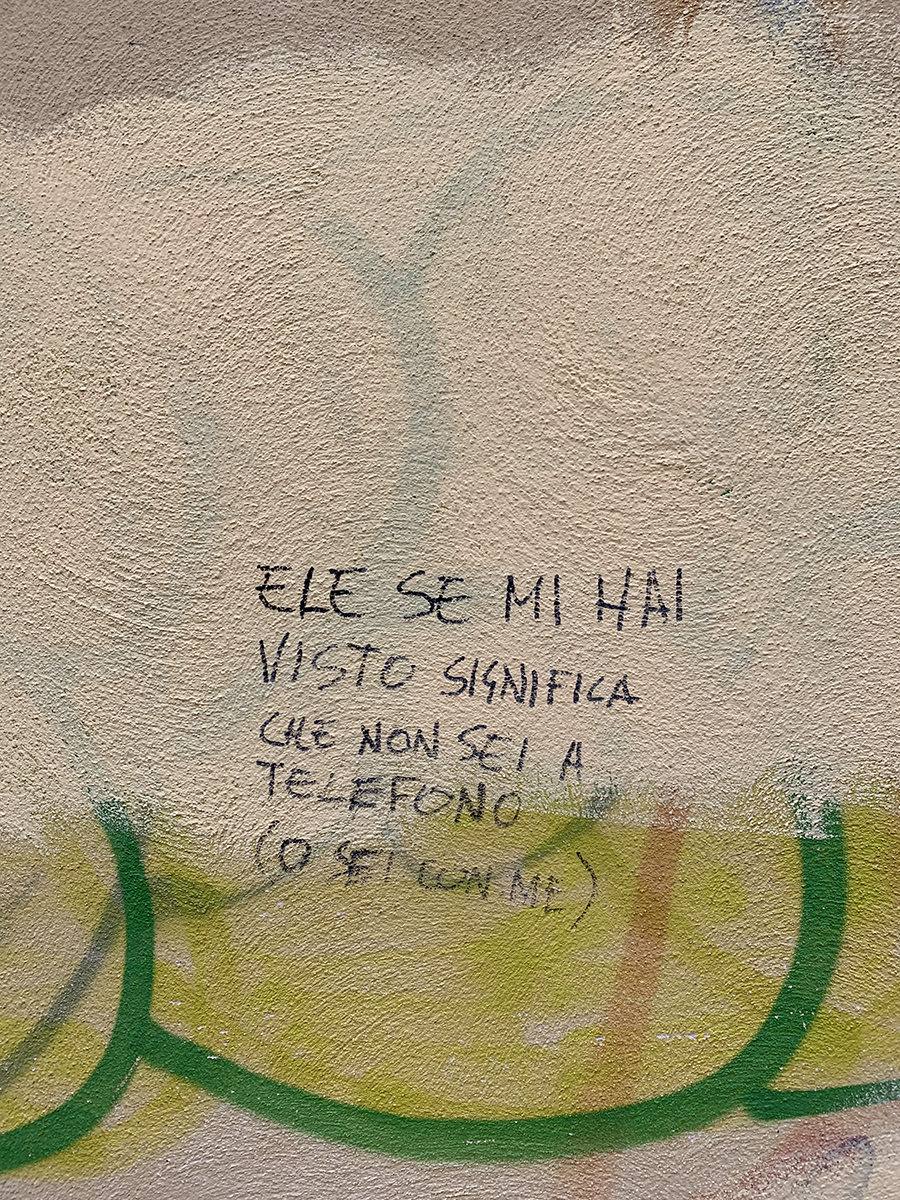 ELE SE MI HAI
VISTO SIGNIFICA
CHE NON SEI A
TELEFONO
(O SEI CON ME)